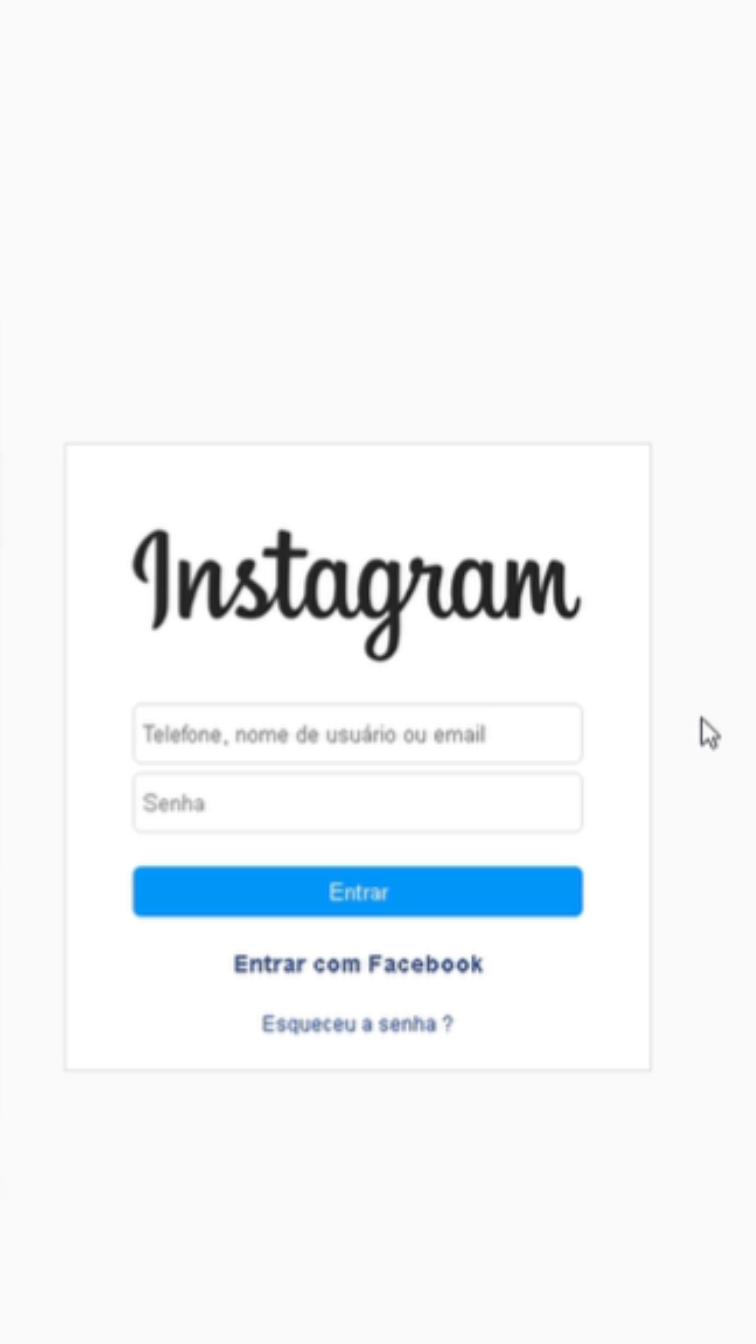 Instagram
Telefone, nome de usuário ou email
Senha
Entrar
Entrar com Facebook
Esqueceu a senha ?